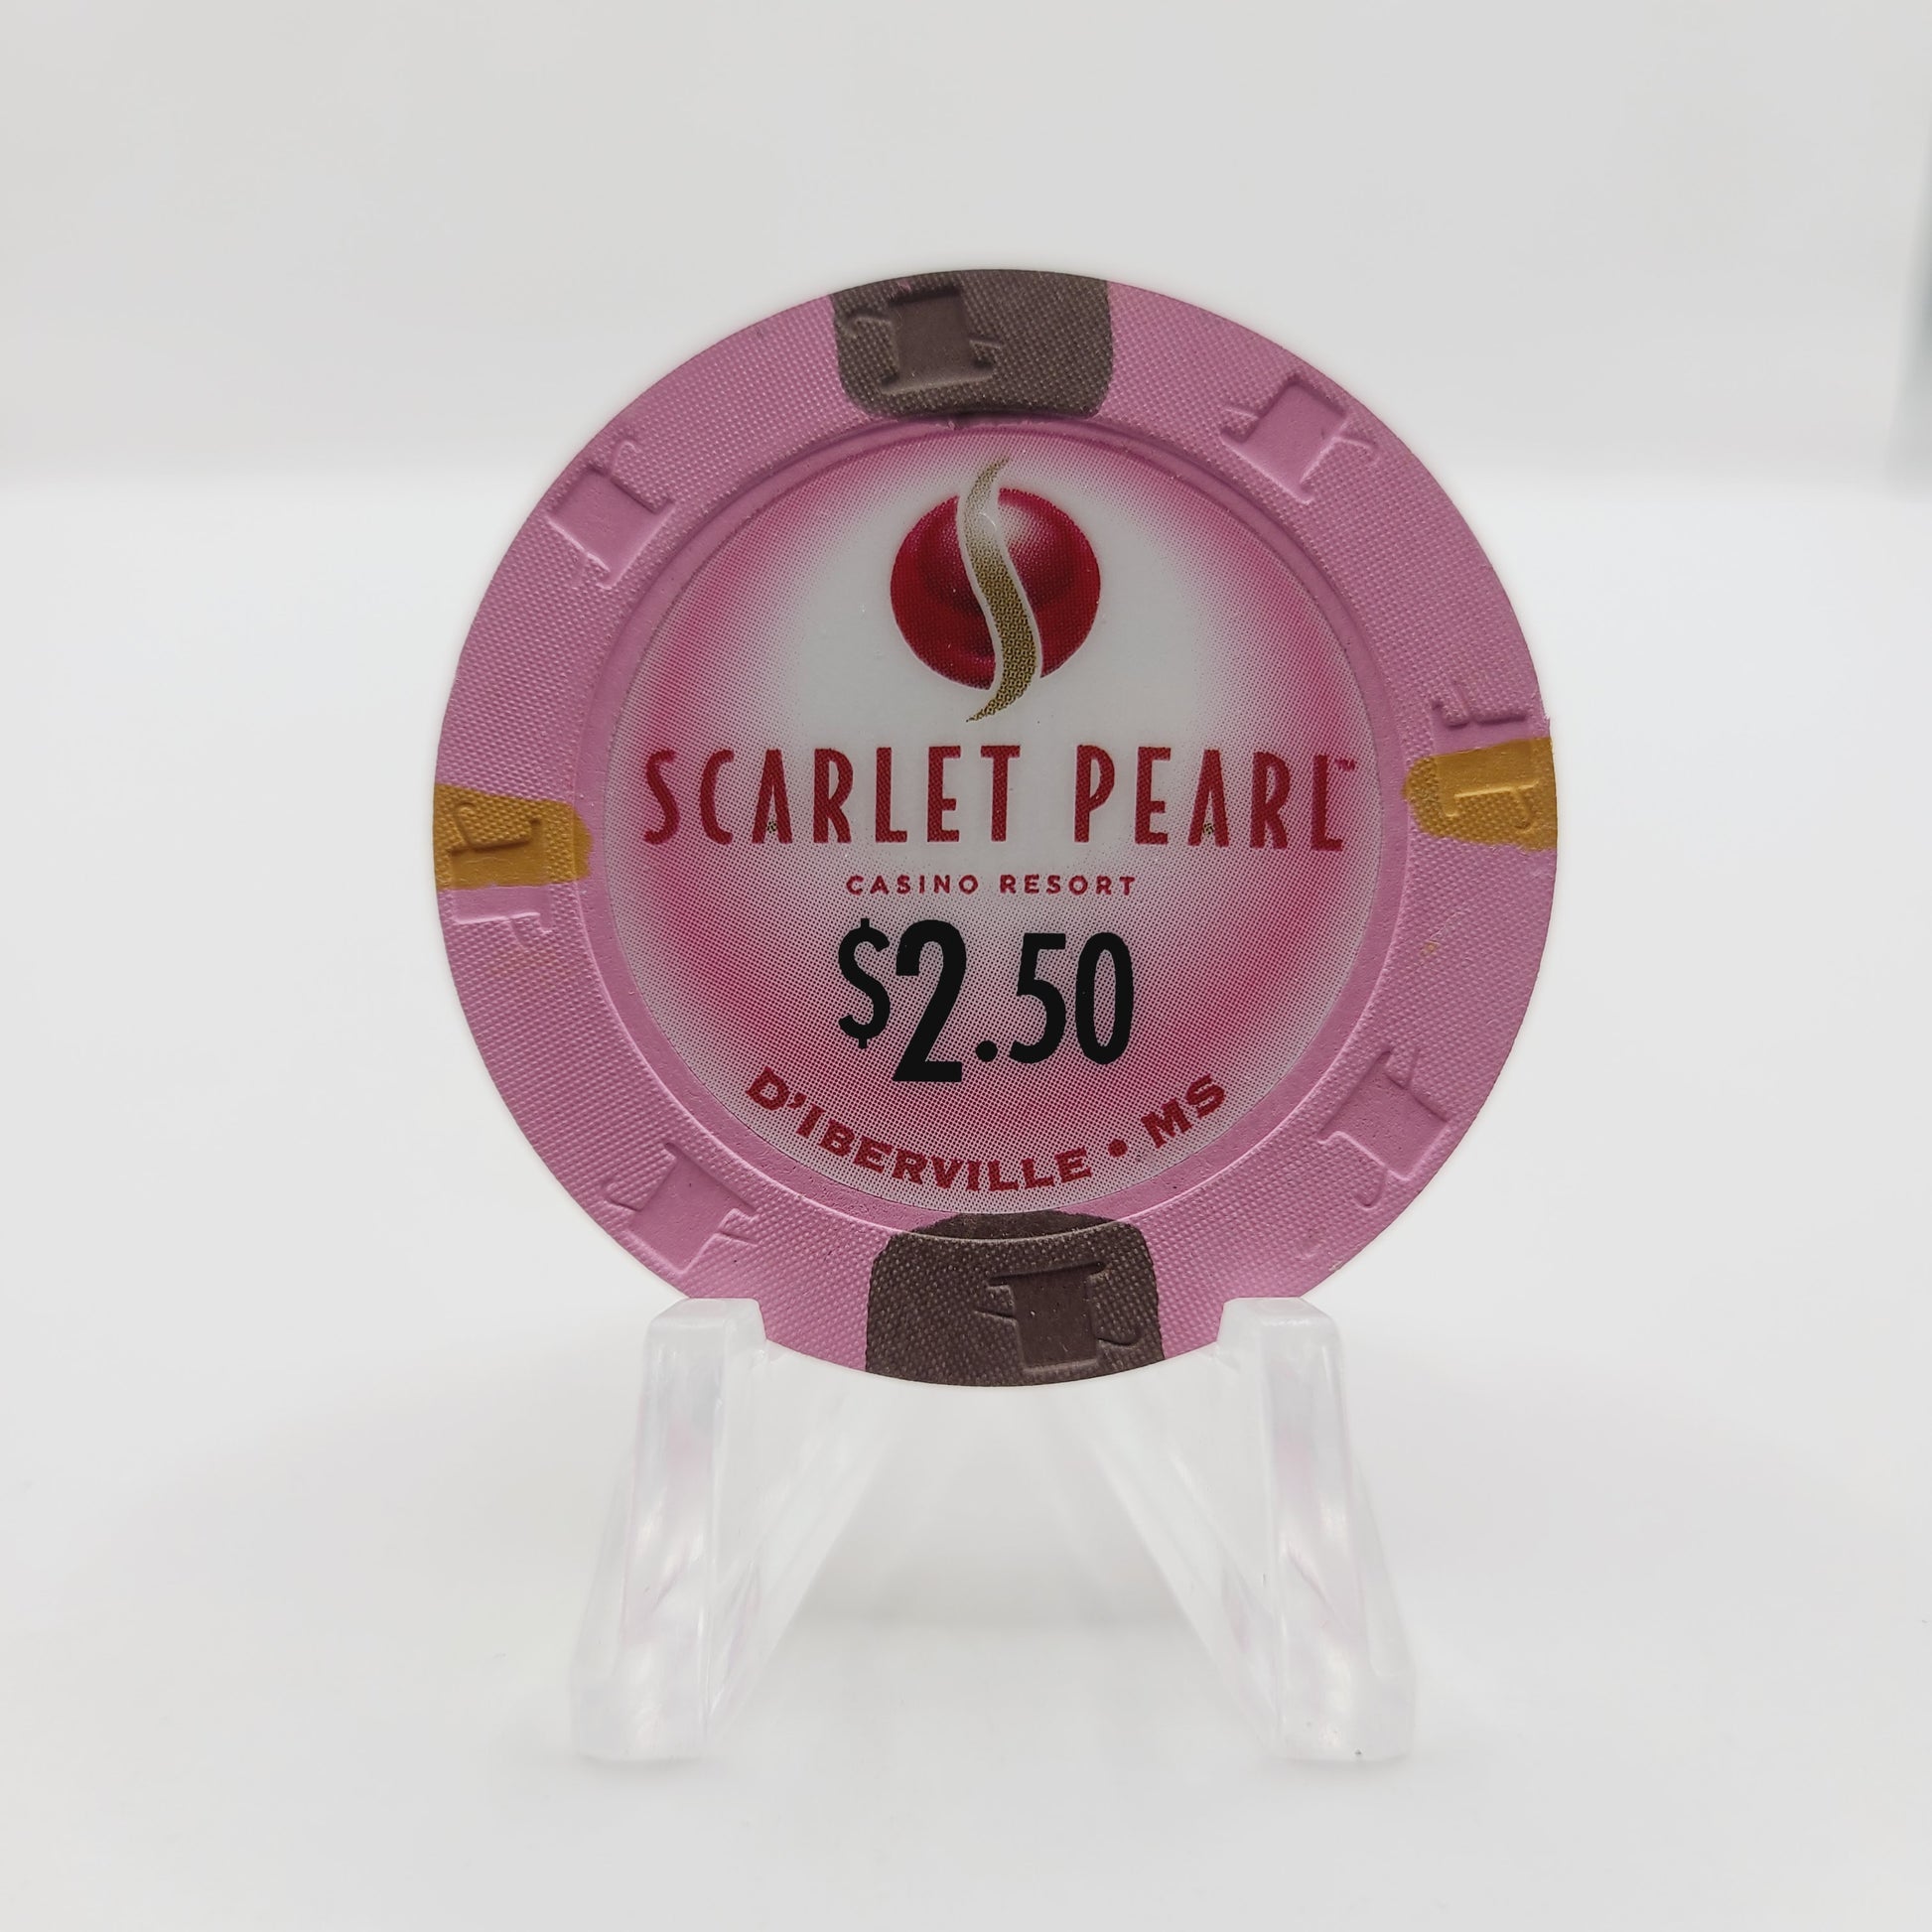 SCARLET PEARL™
CASINO RESORT
$2.50
D'IBERVILLE • MS